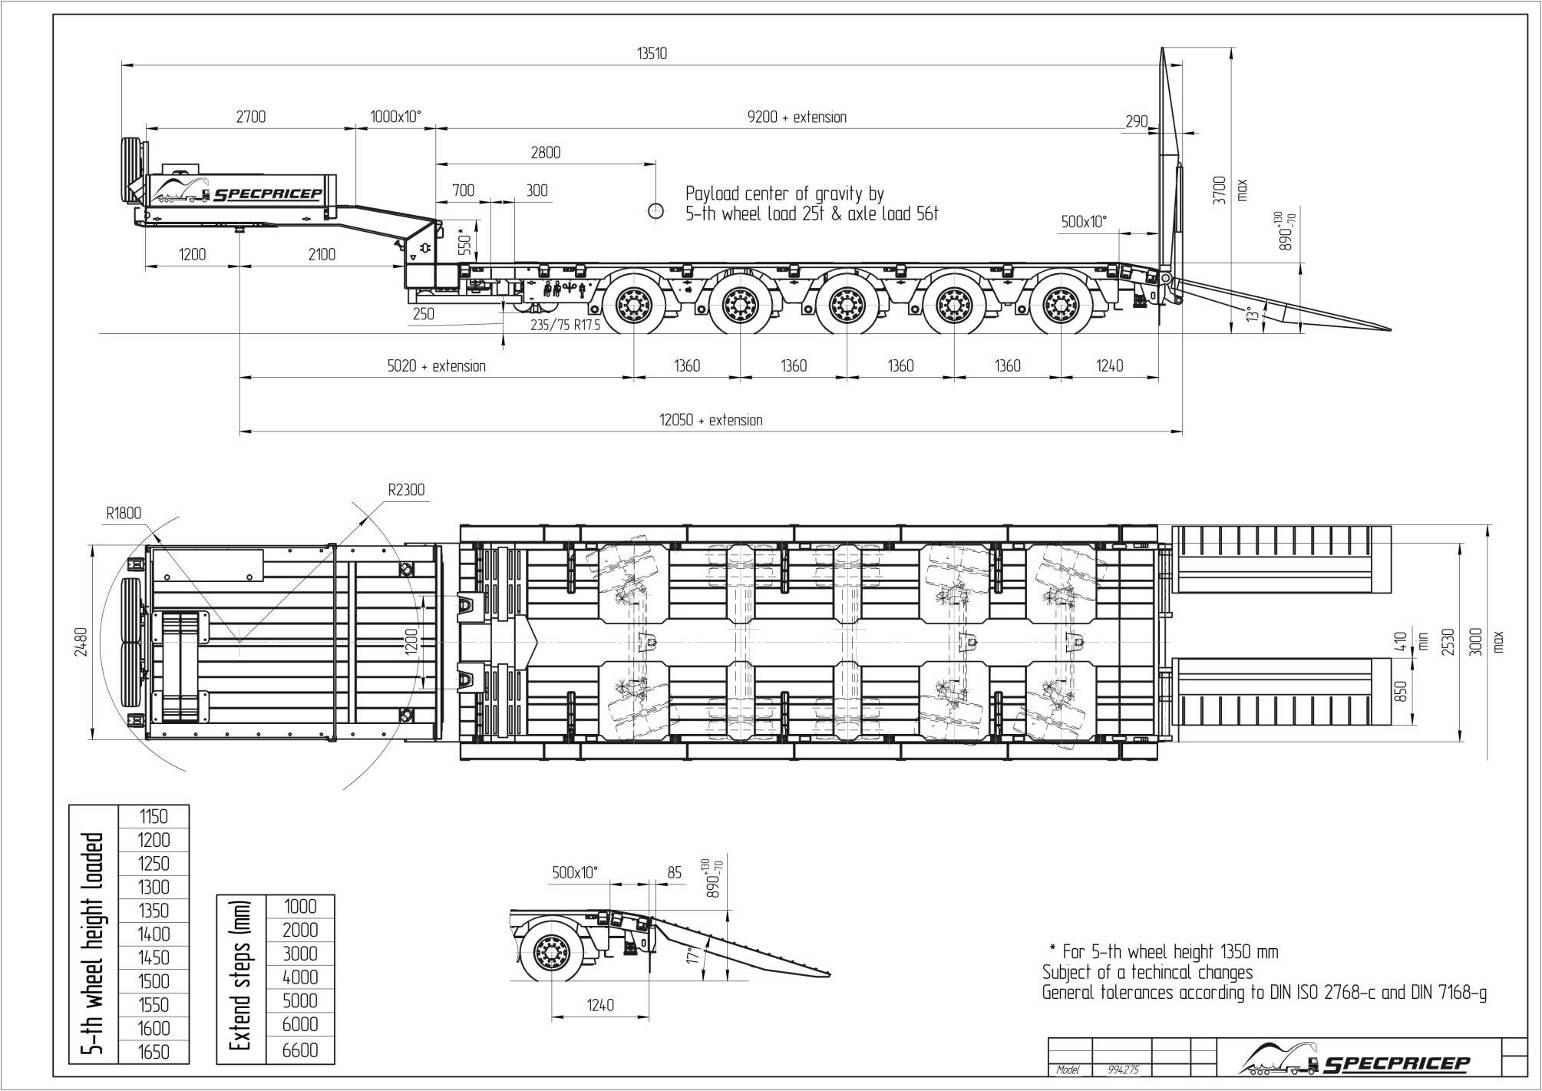 13510
2700
1000x10°
9200 + extension
290
2800
700
300
Payload center of gravity by
5-th wheel load 25t & axle load 56t
3700
max
SPECPRICEP
550*
500x10°
890 +130 -70
1200
2100
250
235/75 R17.5
13°
5020 + extension
1360
1360
1360
1360
1240
12050 + extension
R2300
R1800
2480
1200
410
min
850
2530
3000
max
5-th wheel height loaded
1150
1200
1250
1300
1350
1400
1450
1500
1550
1600
1650
Extend steps (mm)
1000
2000
3000
4000
5000
6000
6600
500x10°
85
890 +130 -70
17°
1240
* For 5-th wheel height 1350 mm
Subject of a techincal changes
General tolerances according to DIN ISO 2768-c and DIN 7168-g
Model
994275
SPECPRICEP